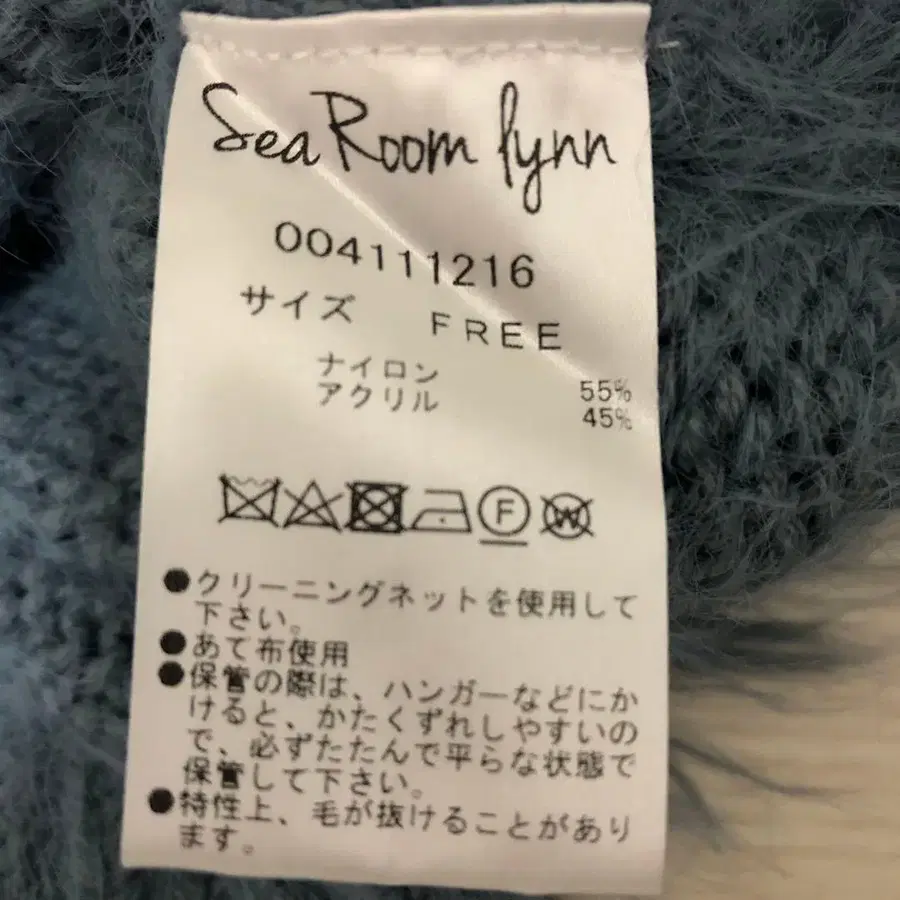 Sea Room lynn
004111216
サイズ FREE
ナイロン 55%
アクリル 45%
F W
●クリーニングネットを使用して
下さい。
●あて布使用
●保管の際は、ハンガーなどにか
けると、かたくずれしやすいの
で、必ずたたんで平らな状態で
保管して下さい。
●特性上、毛が抜けることがあり
ます。